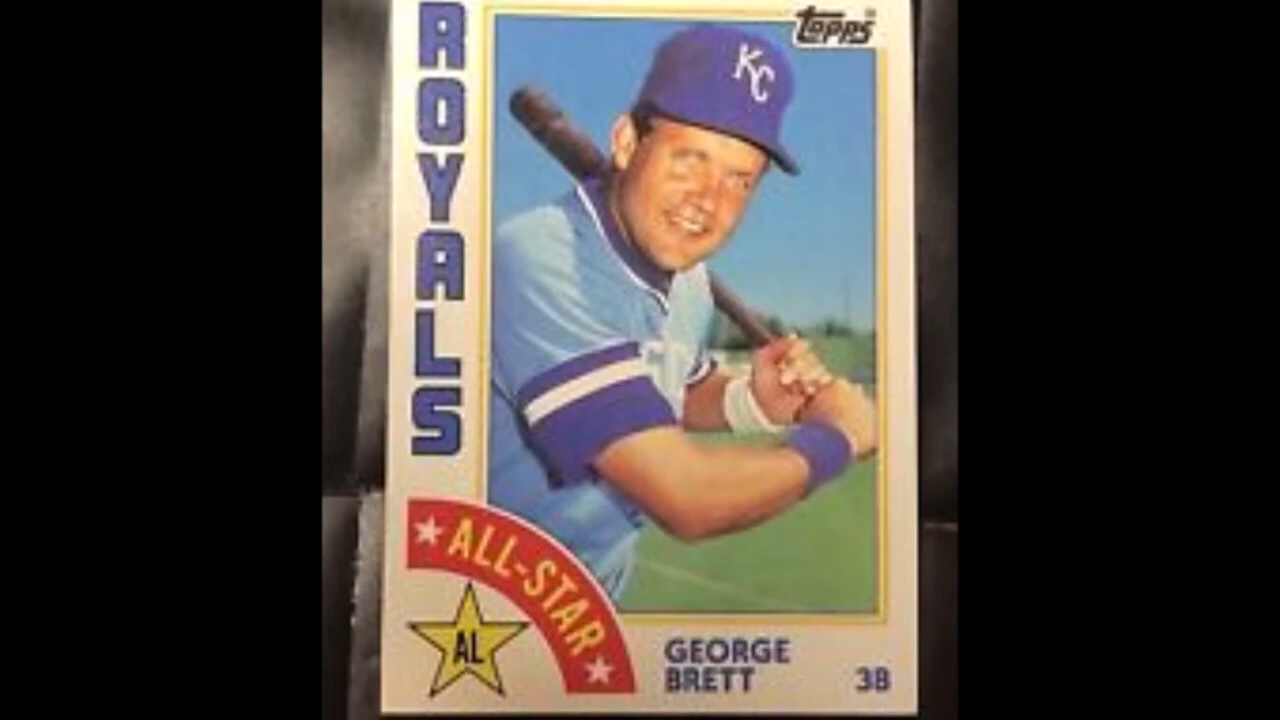 ROYALS
Topps
KC
ALL-STAR
AL
GEORGE
BRETT
3B